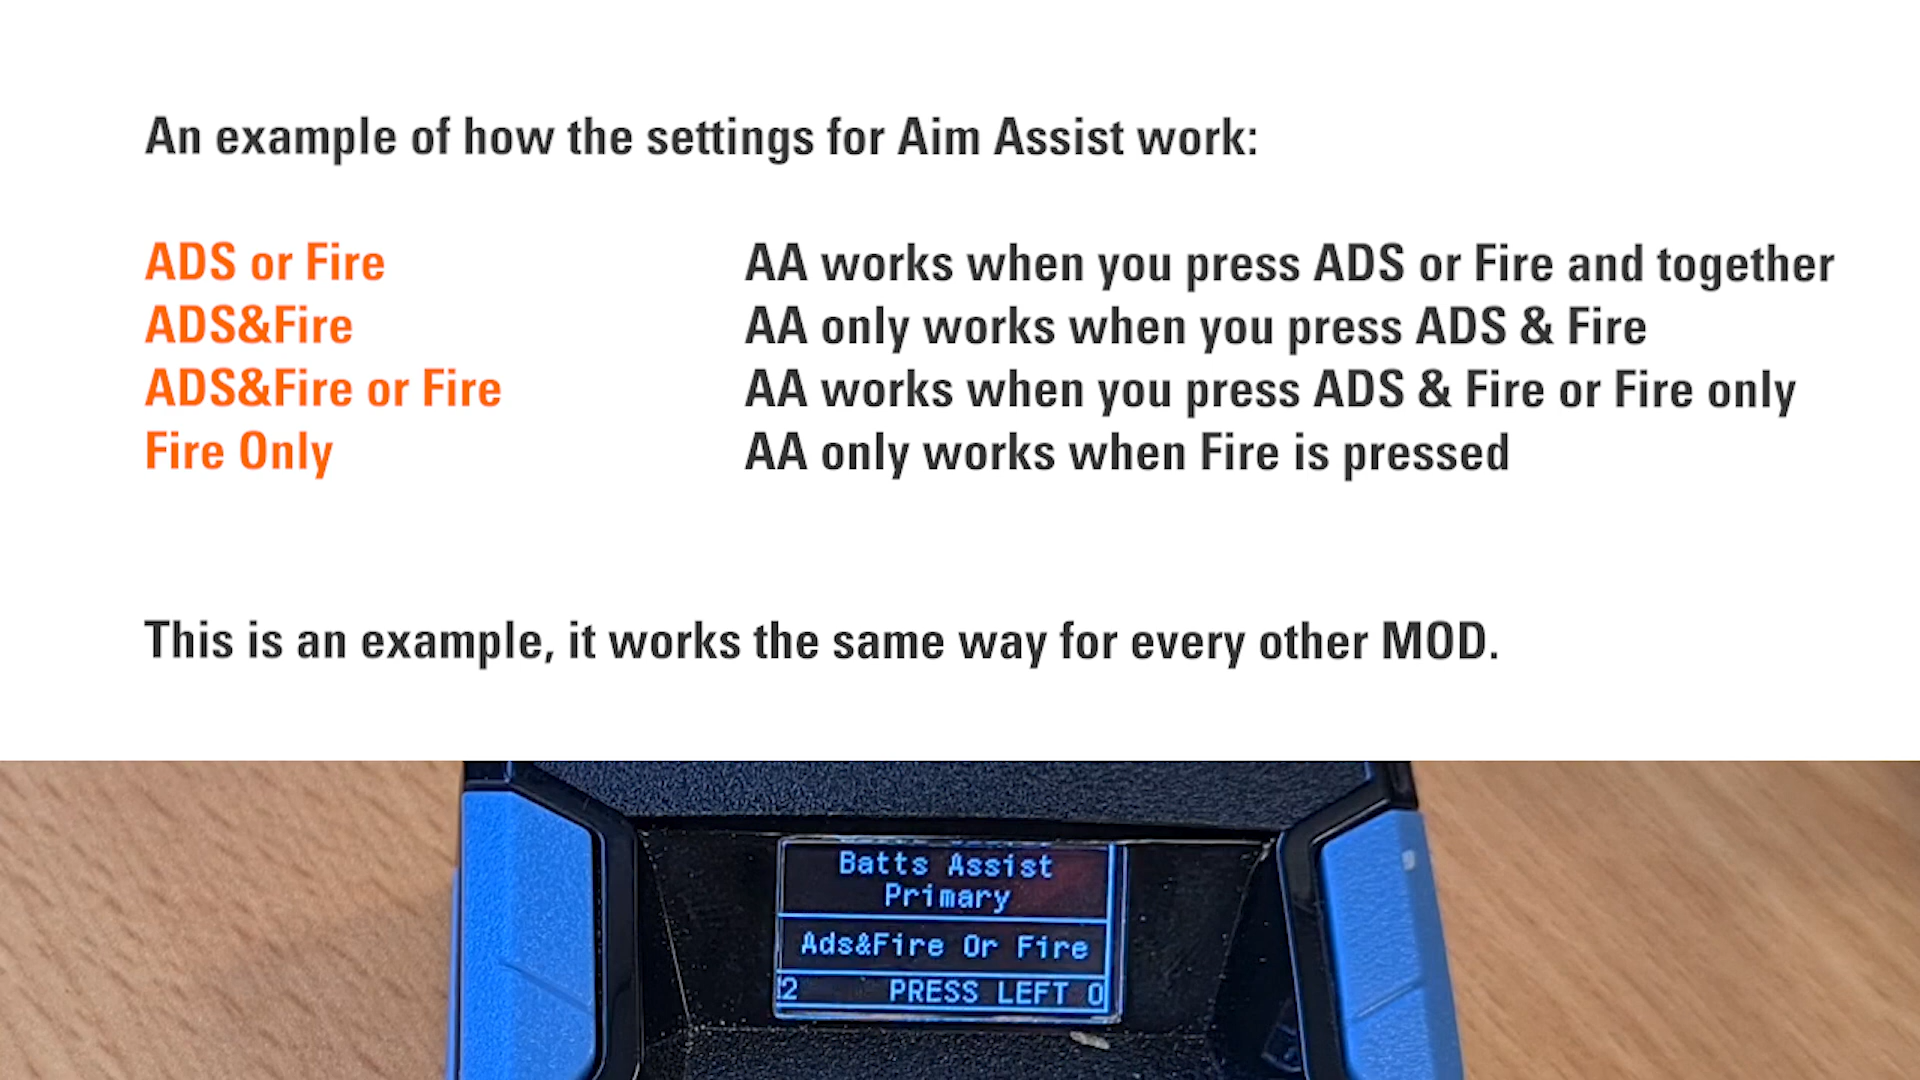 An example of how the settings for Aim Assist work:
ADS or Fire AA works when you press ADS or Fire and together
ADS&Fire AA only works when you press ADS & Fire
ADS&Fire or Fire AA works when you press ADS & Fire or Fire only
Fire Only AA only works when Fire is pressed
This is an example, it works the same way for every other MOD.
Batts Assist
Primary
Ads&Fire Or Fire
2 PRESS LEFT 0